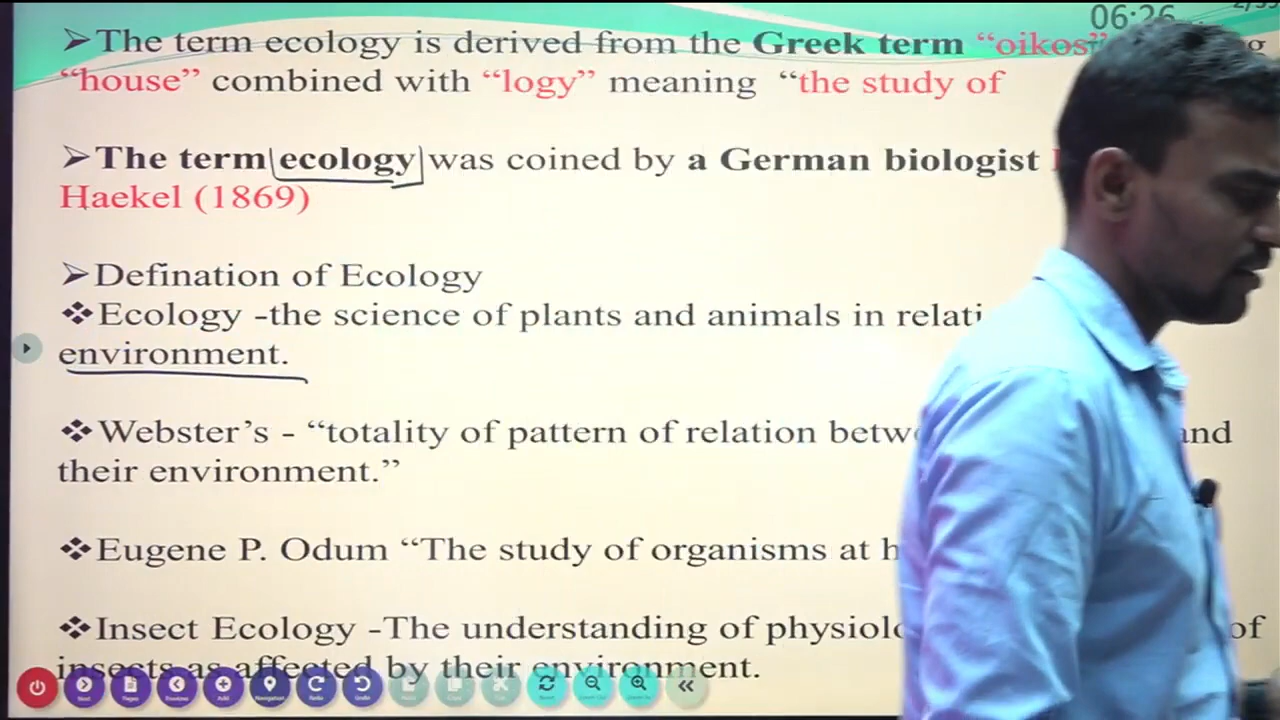 06:26
➤The term ecology is derived from the Greek term “oikos”
“house” combined with “logy” meaning “the study of
➤The term ecology was coined by a German biologist
Haekel (1869)
➤Defination of Ecology
❖Ecology -the science of plants and animals in
environment.
❖Webster’s - “totality of pattern of relation and
their environment.”
❖Eugene P. Odum “The study of organisms at
❖Insect Ecology -The understanding of of
insects as affected by their environment.